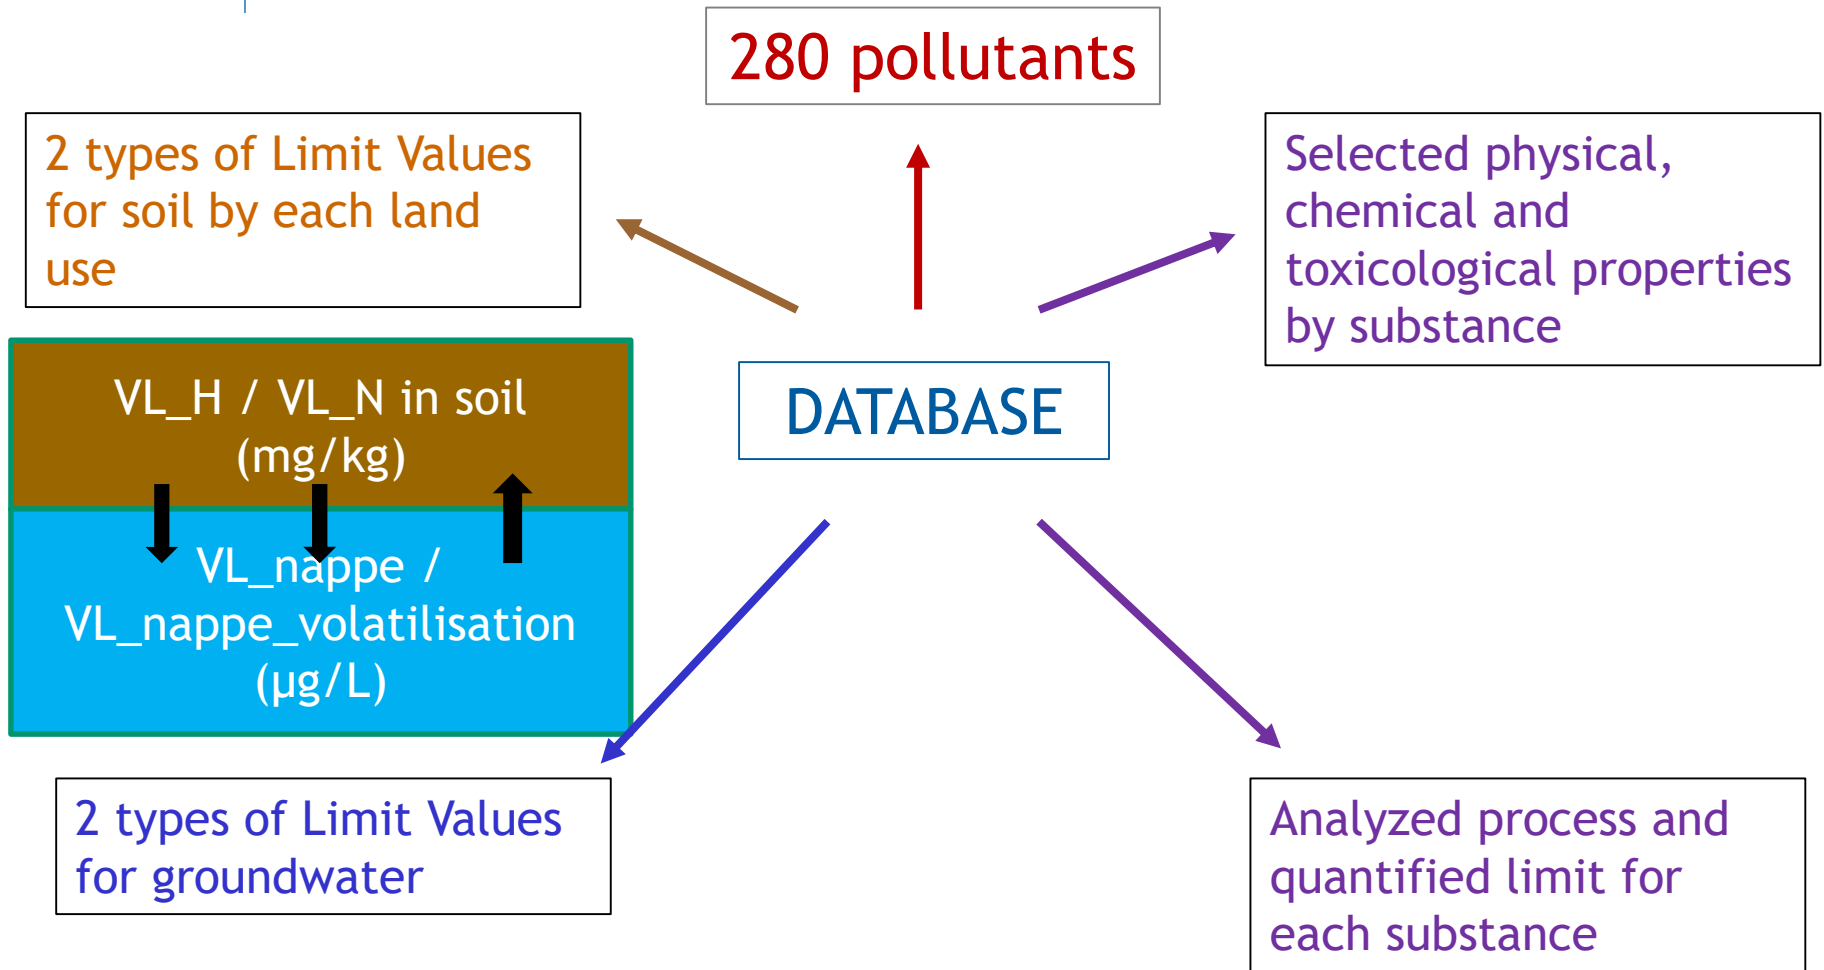 280 pollutants
2 types of Limit Values
for soil by each land
use
Selected physical,
chemical and
toxicological properties
by substance
VL_H / VL_N in soil
(mg/kg)
DATABASE
VL_nappe /
VL_nappe_volatilisation
(µg/L)
2 types of Limit Values
for groundwater
Analyzed process and
quantified limit for
each substance